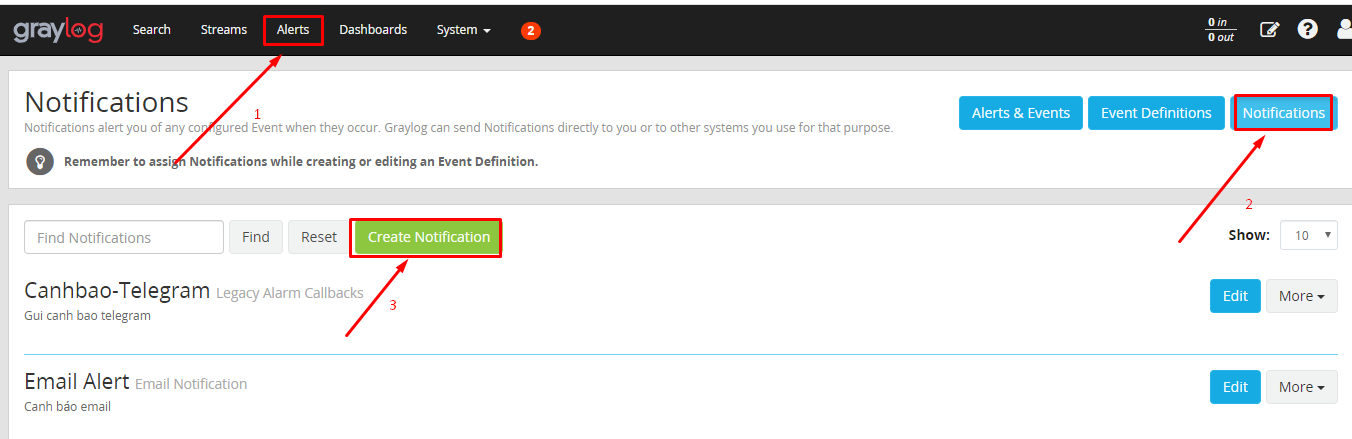 graylog Search Streams Alerts Dashboards System 2 0 in
0 out
1
Notifications
Notifications alert you of any configured Event when they occur. Graylog can send Notifications directly to you or to other systems you use for that purpose.
Alerts & Events Event Definitions Notifications
Remember to assign Notifications while creating or editing an Event Definition.
2
Find Notifications Find Reset Create Notification Show: 10
3
Canhbao-Telegram Legacy Alarm Callbacks Edit More
Gui canh bao telegram
Email Alert Email Notification Edit More
Canh báo email